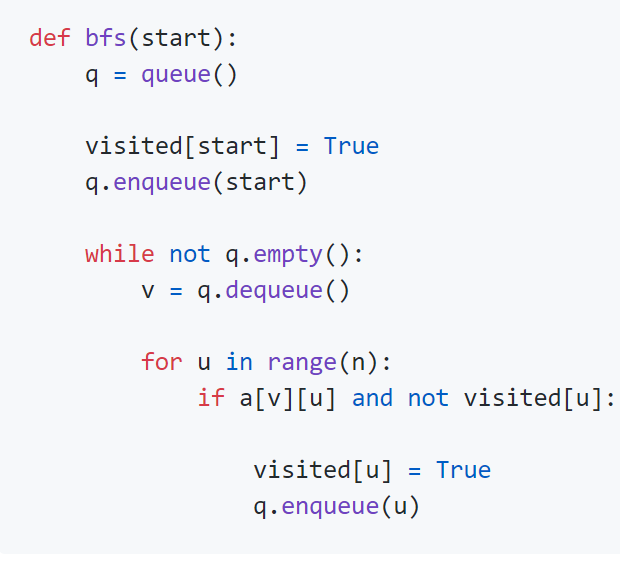 def bfs(start):
    q = queue()
    visited[start] = True
    q.enqueue(start)
    while not q.empty():
        v = q.dequeue()
        for u in range(n):
            if a[v][u] and not visited[u]:
                visited[u] = True
                q.enqueue(u)